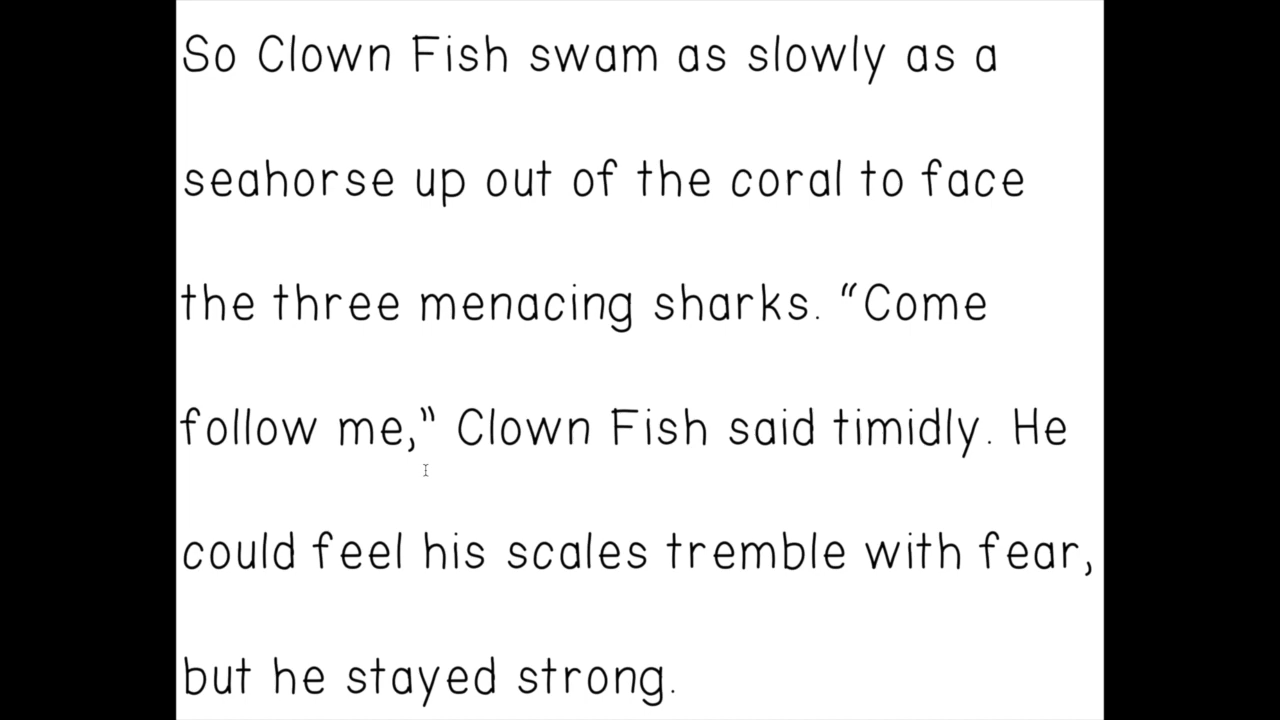 So Clown Fish swam as slowly as a
seahorse up out of the coral to face
the three menacing sharks. “Come
follow me,” Clown Fish said timidly. He
could feel his scales tremble with fear,
but he stayed strong.